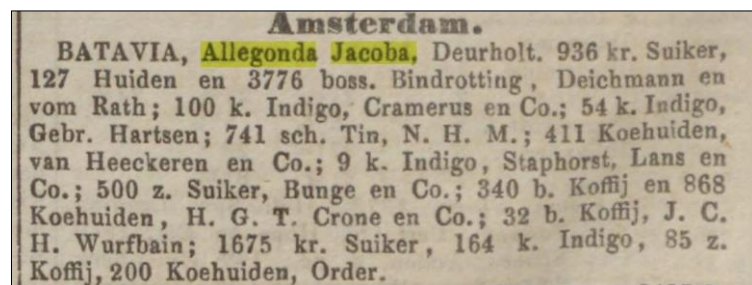 Amsterdam.
BATAVIA, Allegonda Jacoba, Deurholt. 936 kr. Suiker,
127 Huiden en 3776 boss. Bindrotting, Deichmann en
vom Rath; 100 k. Indigo, Cramerus en Co.; 54 k. Indigo,
Gebr. Hartsen; 741 sch. Tin, N. H. M.; 411 Koehuiden,
van Heeckeren en Co.; 9 k. Indigo, Staphorst, Lans en
Co.; 500 z. Suiker, Bunge en Co.; 340 b. Koffij en 868
Koehuiden, H. G. T. Crone en Co.; 32 b. Koffij, J. C.
H. Wurfbain; 1675 kr. Suiker, 164 k. Indigo, 85 z.
Koffij, 200 Koehuiden, Order.